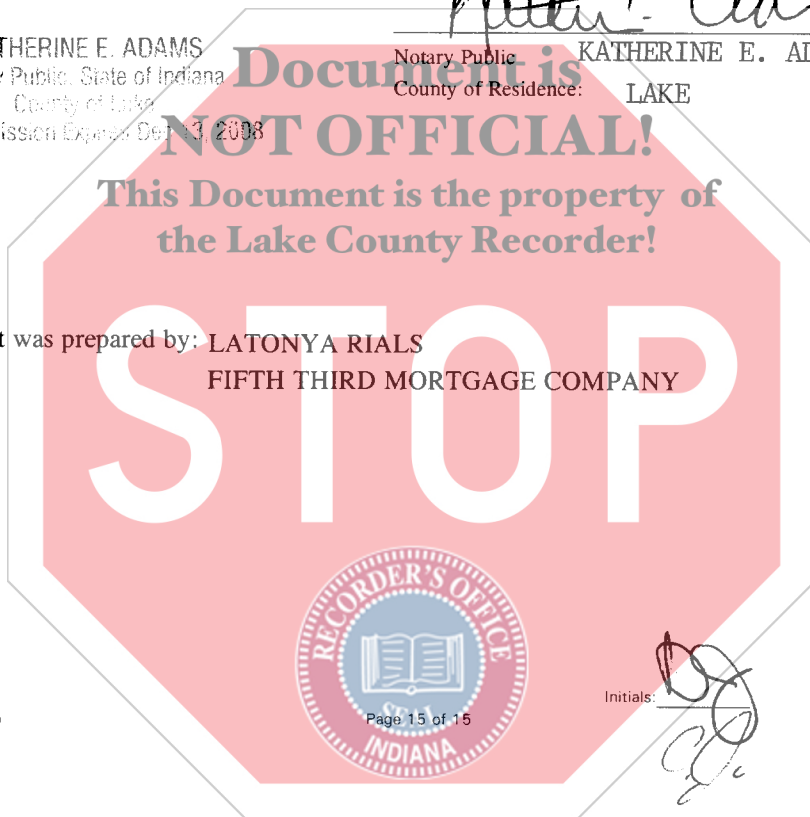 THERINE E. ADAMS
Public, State of Indiana
County of Lake
ission Expires Dec 13, 2008
Notary Public KATHERINE E. AD
County of Residence: LAKE
Document is
NOT OFFICIAL!
This Document is the property of
the Lake County Recorder!
t was prepared by: LATONYA RIALS
FIFTH THIRD MORTGAGE COMPANY
STOP
RECORDER'S OFFICE
SEAL
INDIANA
Page 15 of 15
Initials: